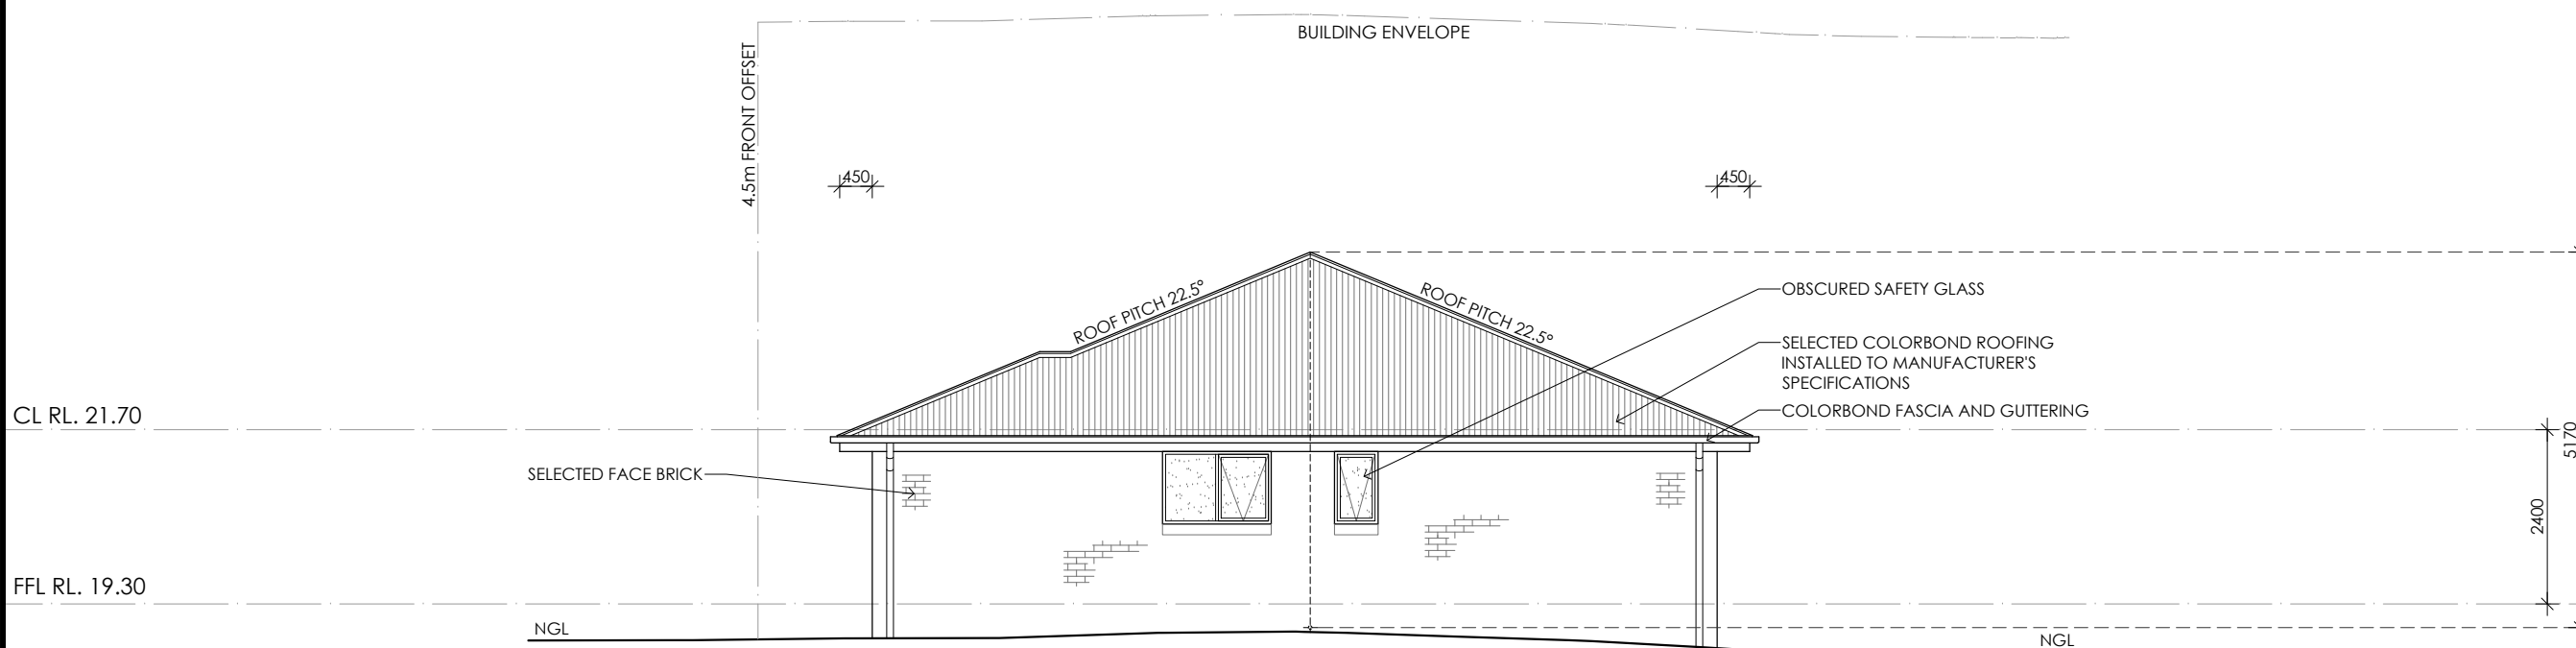 BUILDING ENVELOPE
4.5m FRONT OFFSET
450
450
ROOF PITCH 22.5°
ROOF PITCH 22.5°
OBSCURED SAFETY GLASS
SELECTED COLORBOND ROOFING
INSTALLED TO MANUFACTURER'S
SPECIFICATIONS
COLORBOND FASCIA AND GUTTERING
CL RL. 21.70
SELECTED FACE BRICK
5170
2400
FFL RL. 19.30
NGL
NGL